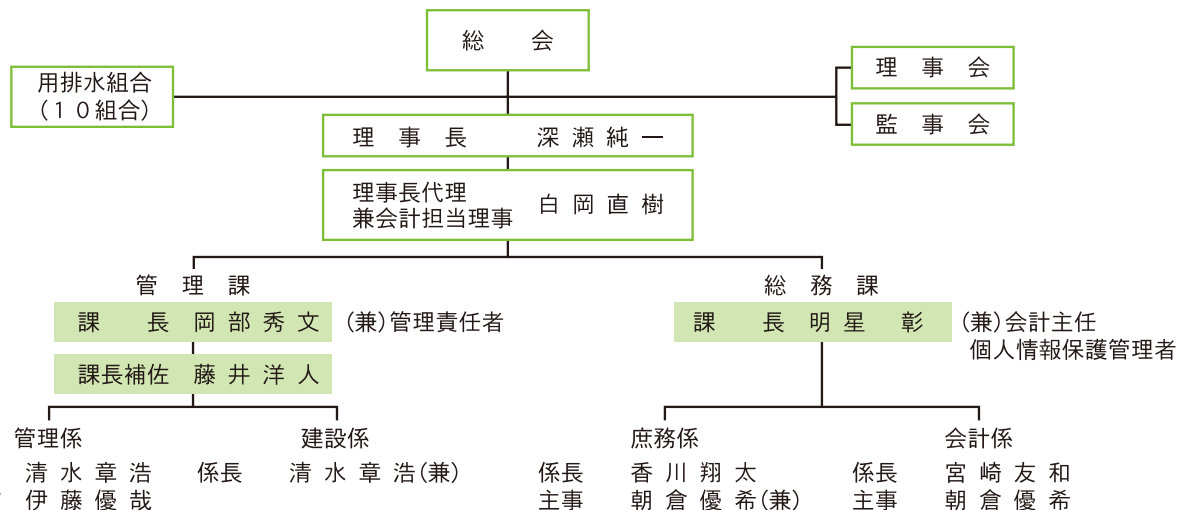 総会
用排水組合
(10組合)
理事会
監事会
理事長 深瀬純一
理事長代理
兼会計担当理事 白岡直樹
管理課
課長 岡部秀文 (兼)管理責任者
課長補佐 藤井洋人
総務課
課長 明星 彰 (兼)会計主任
個人情報保護管理者
管理係
清水章浩
伊藤優哉
建設係
係長 清水章浩(兼)
庶務係
係長 香川翔太
主事 朝倉優希(兼)
会計係
係長 宮崎友和
主事 朝倉優希